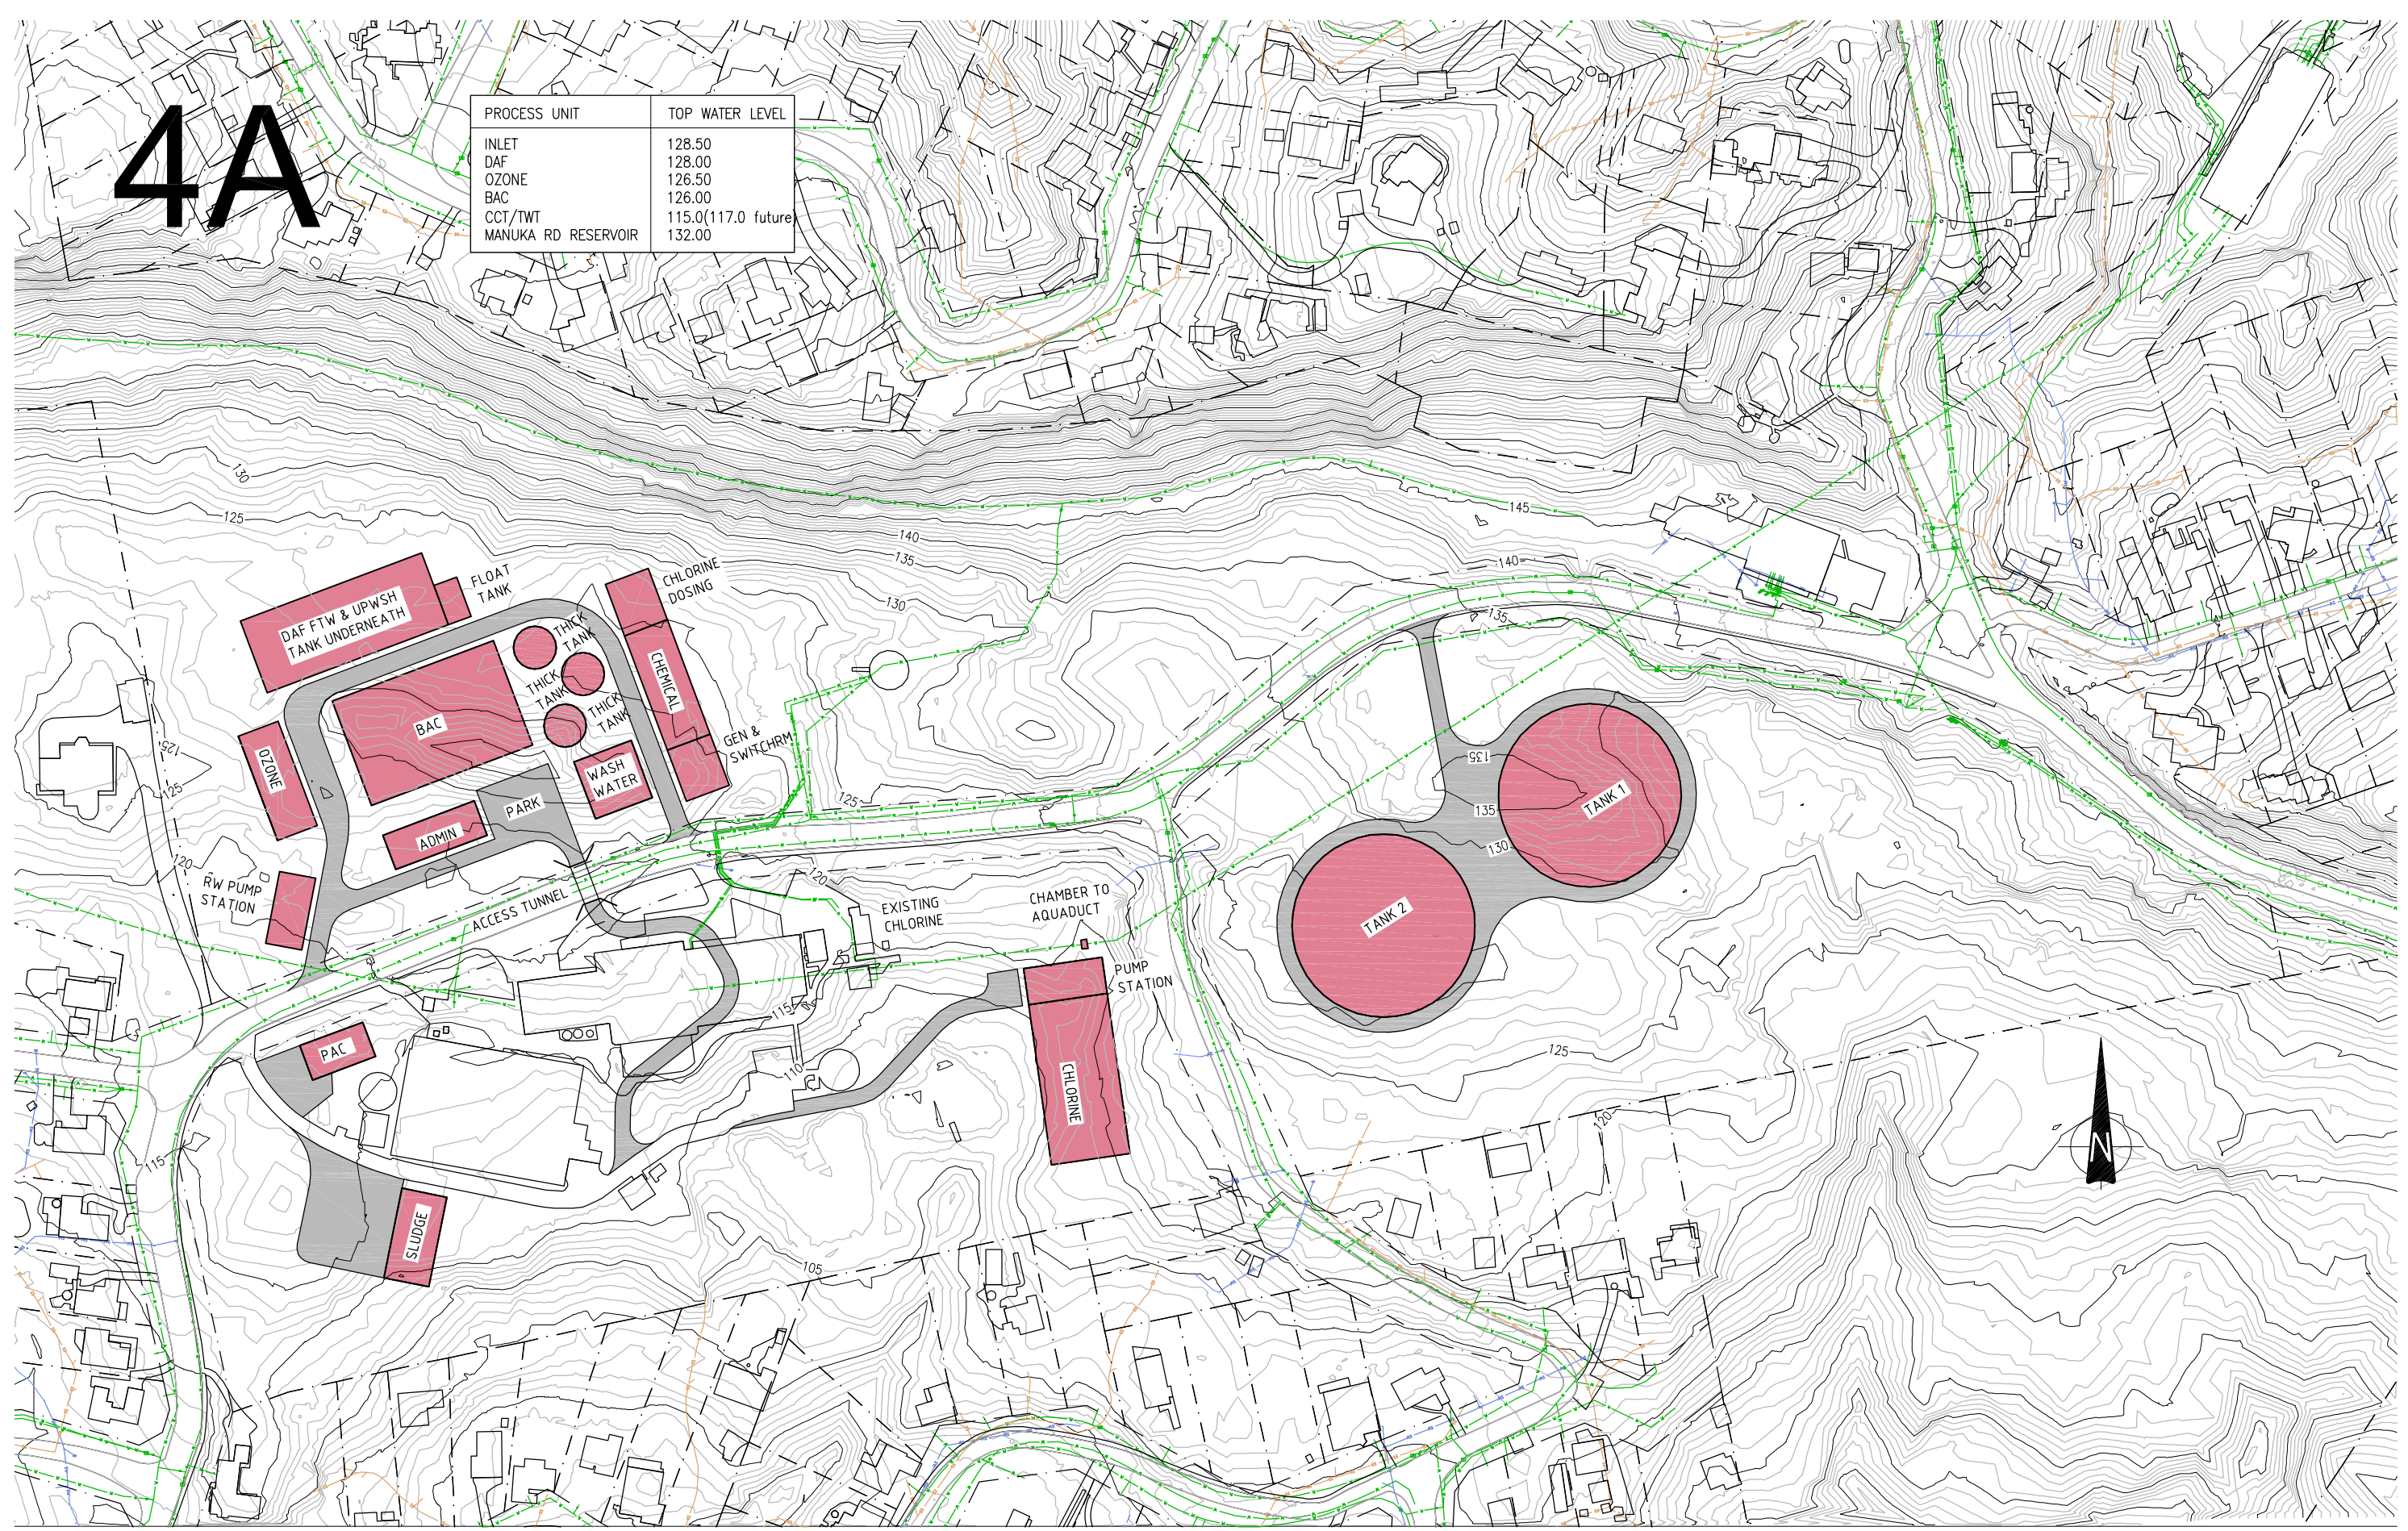 4A
PROCESS UNIT TOP WATER LEVEL
INLET 128.50
DAF 128.00
OZONE 126.50
BAC 126.00
CCT/TWT 115.0(117.0 future)
MANUKA RD RESERVOIR 132.00
130
125
145
140
135
140
135
130
CHLORINE
DOSING
FLOAT
TANK
DAF FTW & UPWSH
TANK UNDERNEATH
THICK
TANK
THICK
TANK
THICK
TANK
CHEMICAL
BAC
GEN &
SWITCHRM
OZONE
WASH
WATER
PARK
ADMIN
125
125
125
135
135
130
TANK 1
TANK 2
120
RW PUMP
STATION
ACCESS TUNNEL
120
EXISTING
CHLORINE
CHAMBER TO
AQUADUCT
PUMP
STATION
115
110
PAC
CHLORINE
125
120
115
SLUDGE
105
N